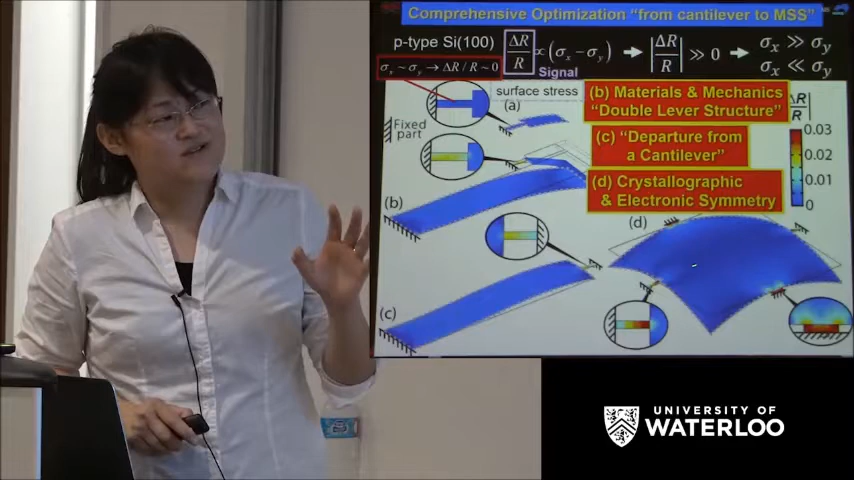 Comprehensive Optimization "from cantilever to MSS"
p-type Si(100)
σx ~ σy → ΔR / R ~ 0
ΔR/R ∝ (σx − σy) → |ΔR/R| ≫ 0 → σx ≫ σy
σx ≪ σy
Signal
surface stress
(a)
Fixed
part
(b) Materials & Mechanics
"Double Lever Structure"
(c) "Departure from
a Cantilever"
(d) Crystallographic
& Electronic Symmetry
|ΔR/R|
0.03
0.02
0.01
0
(b)
(c)
(d)
UNIVERSITY OF
WATERLOO